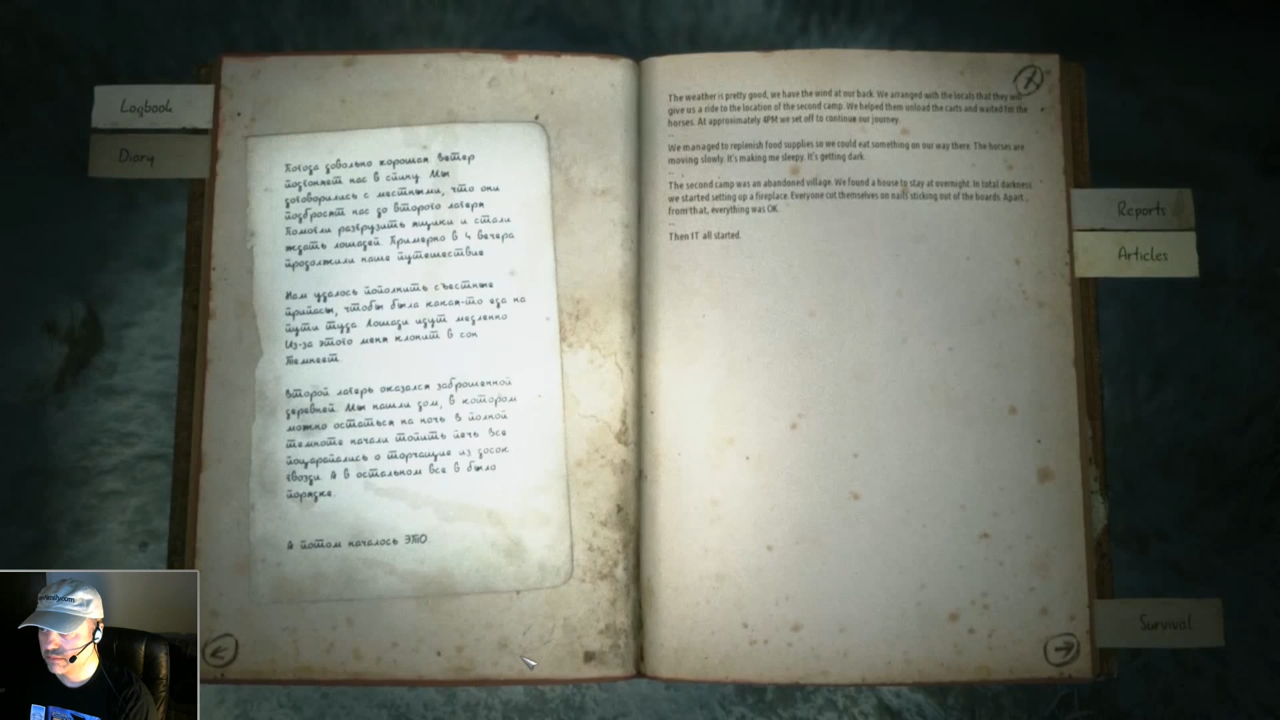 Logbook
Diary
Погода довольно хорошая ветер
подгоняет нас в спину. Мы
договорились с местными, что они
подбросят нас до второго лагеря
Помогли разгрузить ящики и стали
ждать лошадей. Примерно в 4 вечера
продолжили наше путешествие
Нам удалось пополнить съестные
припасы, чтобы была какая-то еда на
пути туда. Лошади идут медленно
Из-за этого меня клонит в сон
Темнеет.
Второй лагерь оказался заброшенной
деревней. Мы нашли дом, в котором
можно остаться на ночь В полной
темноте начали топить печь Все
поцарапались о торчащие из досок
гвозди. А в остальном все в было
порядке.
А потом началось ЭТО.
The weather is pretty good, we have the wind at our back. We arranged with the locals that they will
give us a ride to the location of the second camp. We helped them unload the carts and waited for the
horses. At approximately 4PM we set off to continue our journey.
...
We managed to replenish food supplies so we could eat something on our way there. The horses are
moving slowly. It's making me sleepy. It's getting dark.
...
The second camp was an abandoned village. We found a house to stay at overnight. In total darkness
we started setting up a fireplace. Everyone cut themselves on nails sticking out of the boards. Apart
from that, everything was OK.
...
Then IT all started.
Reports
Articles
Survival